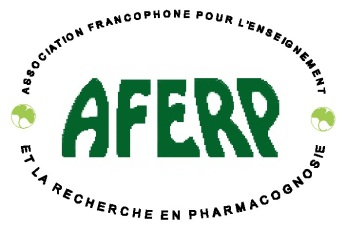 ASSOCIATION FRANCOPHONE POUR L'ENSEIGNEMENT
AFERP
ET LA RECHERCHE EN PHARMACOGNOSIE